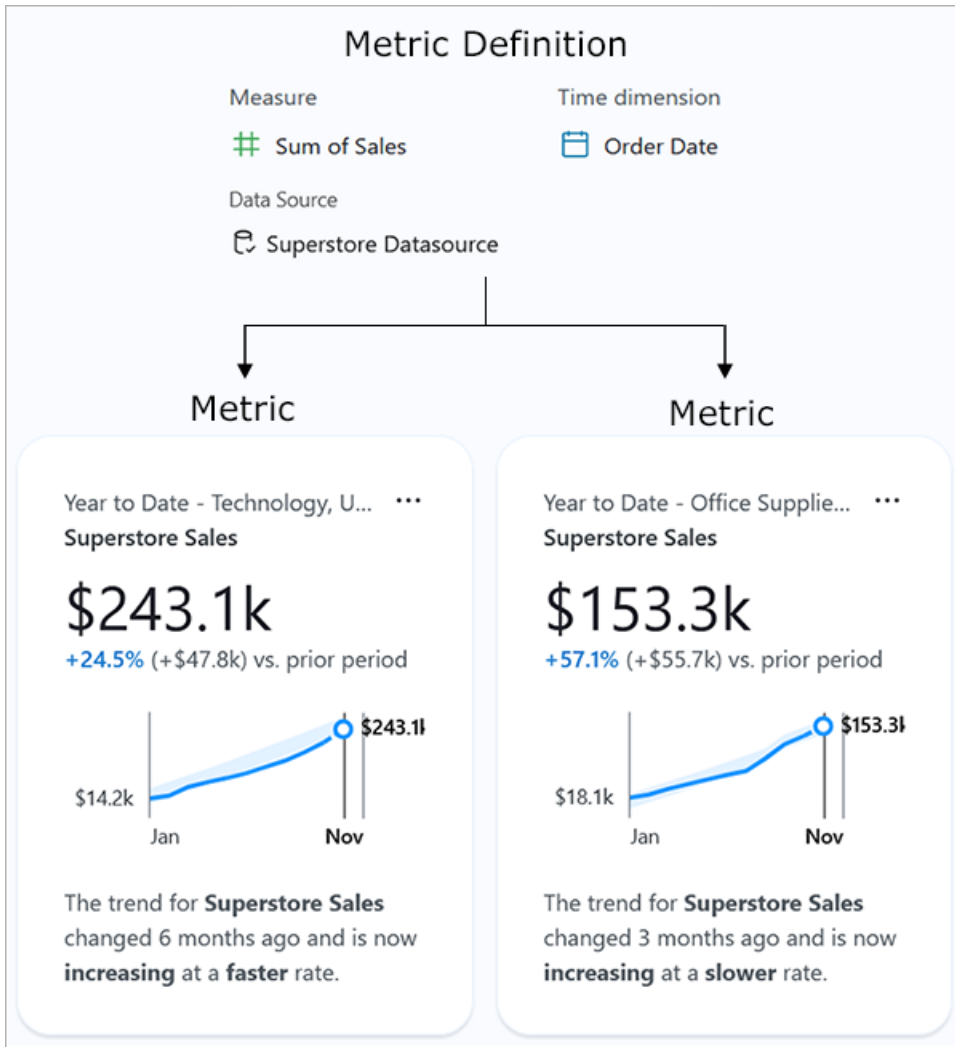 Metric Definition
Measure
Time dimension
Sum of Sales
Order Date
Data Source
Superstore Datasource
Metric
Year to Date - Technology, U...
Superstore Sales
$243.1k
+24.5% (+$47.8k) vs. prior period
$243.1k
$14.2k
Jan
Nov
The trend for Superstore Sales
changed 6 months ago and is now
increasing at a faster rate.
Metric
Year to Date - Office Supplie...
Superstore Sales
$153.3k
+57.1% (+$55.7k) vs. prior period
$153.3k
$18.1k
Jan
Nov
The trend for Superstore Sales
changed 3 months ago and is now
increasing at a slower rate.